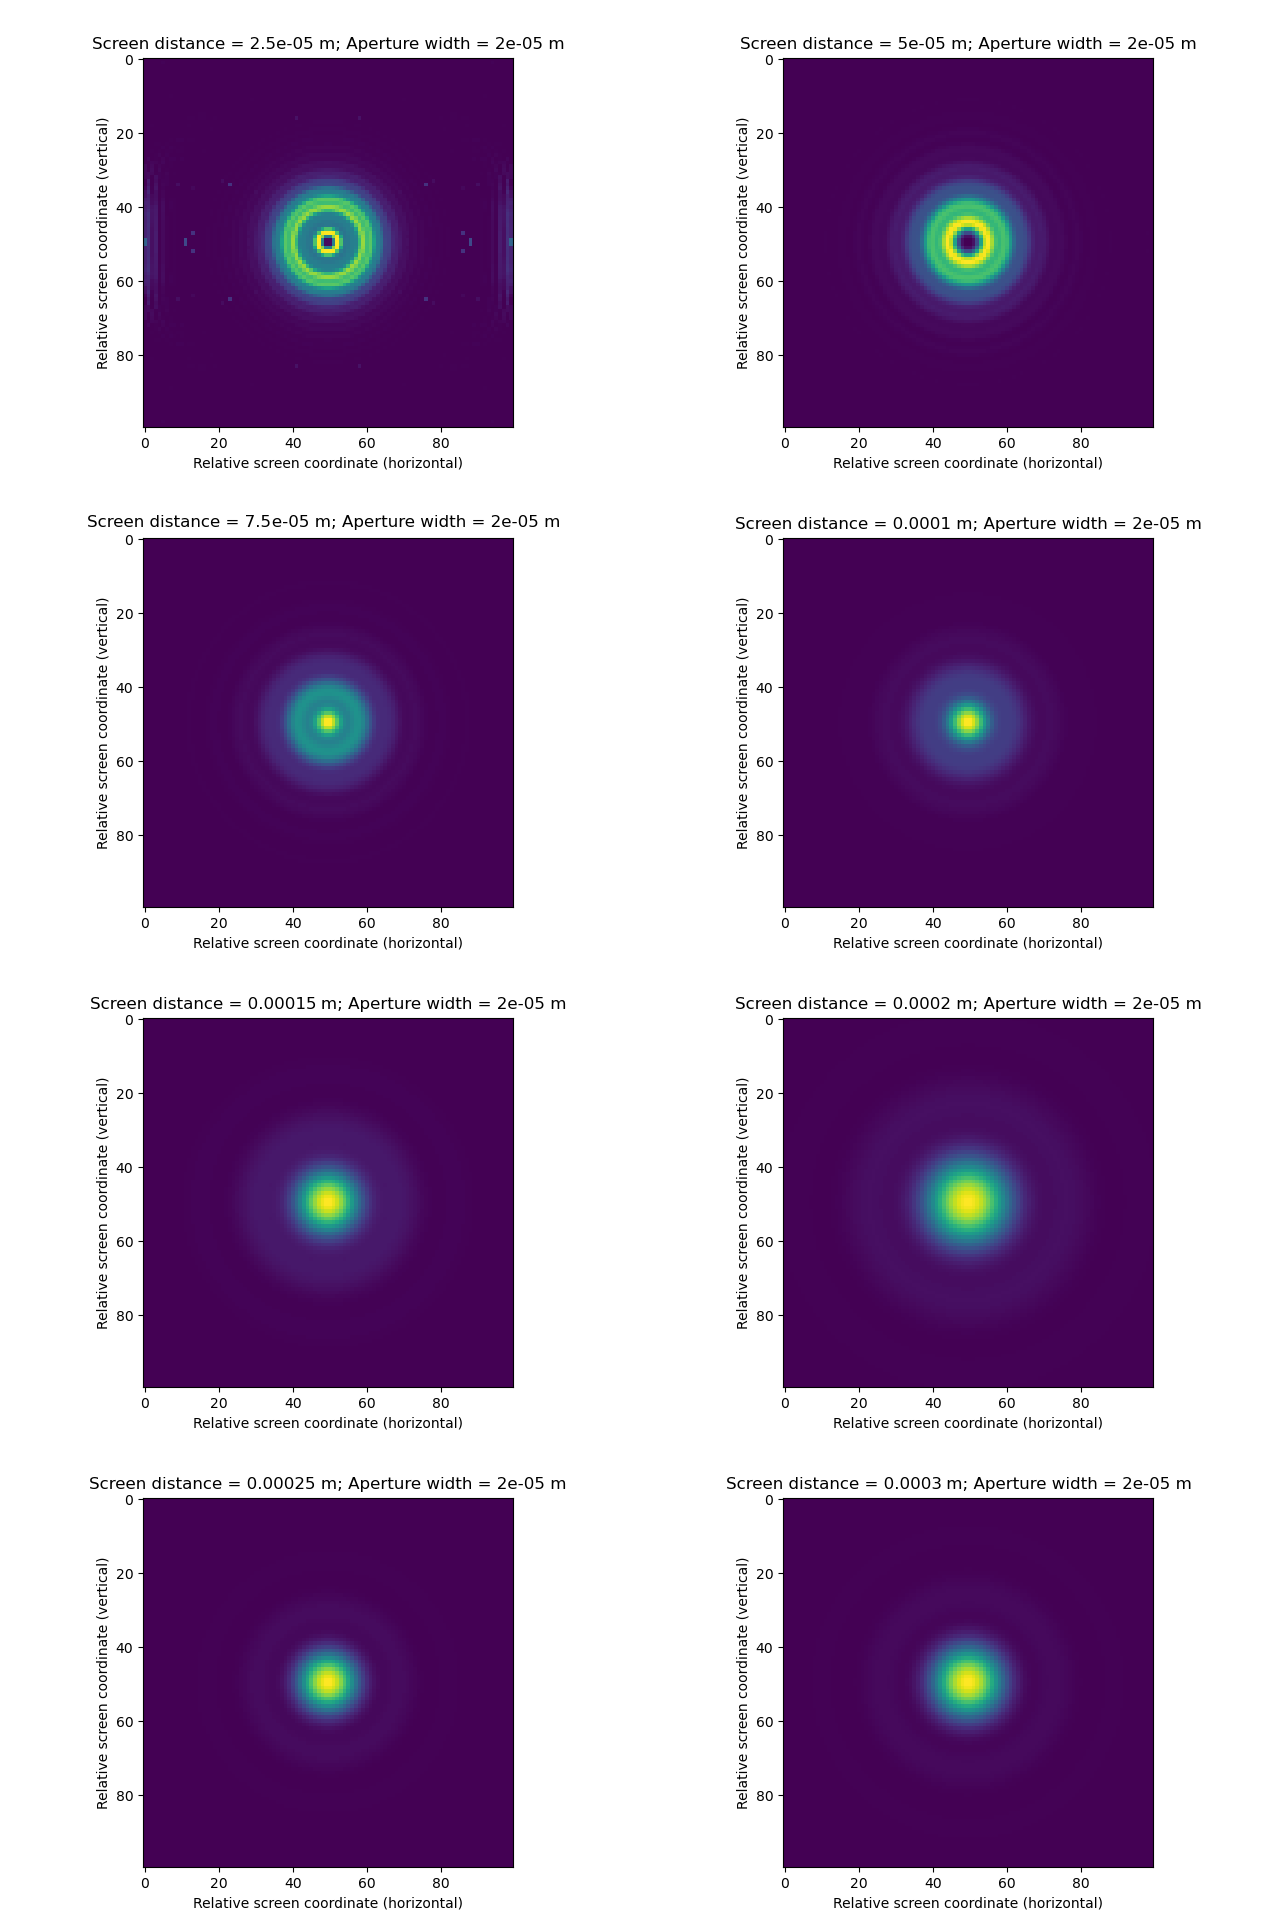 Screen distance = 2.5e-05 m; Aperture width = 2e-05 m
Relative screen coordinate (vertical)
0
20
40
60
80
0 20 40 60 80
Relative screen coordinate (horizontal)
Screen distance = 5e-05 m; Aperture width = 2e-05 m
Relative screen coordinate (vertical)
0
20
40
60
80
0 20 40 60 80
Relative screen coordinate (horizontal)
Screen distance = 7.5e-05 m; Aperture width = 2e-05 m
Relative screen coordinate (vertical)
0
20
40
60
80
0 20 40 60 80
Relative screen coordinate (horizontal)
Screen distance = 0.0001 m; Aperture width = 2e-05 m
Relative screen coordinate (vertical)
0
20
40
60
80
0 20 40 60 80
Relative screen coordinate (horizontal)
Screen distance = 0.00015 m; Aperture width = 2e-05 m
Relative screen coordinate (vertical)
0
20
40
60
80
0 20 40 60 80
Relative screen coordinate (horizontal)
Screen distance = 0.0002 m; Aperture width = 2e-05 m
Relative screen coordinate (vertical)
0
20
40
60
80
0 20 40 60 80
Relative screen coordinate (horizontal)
Screen distance = 0.00025 m; Aperture width = 2e-05 m
Relative screen coordinate (vertical)
0
20
40
60
80
0 20 40 60 80
Relative screen coordinate (horizontal)
Screen distance = 0.0003 m; Aperture width = 2e-05 m
Relative screen coordinate (vertical)
0
20
40
60
80
0 20 40 60 80
Relative screen coordinate (horizontal)